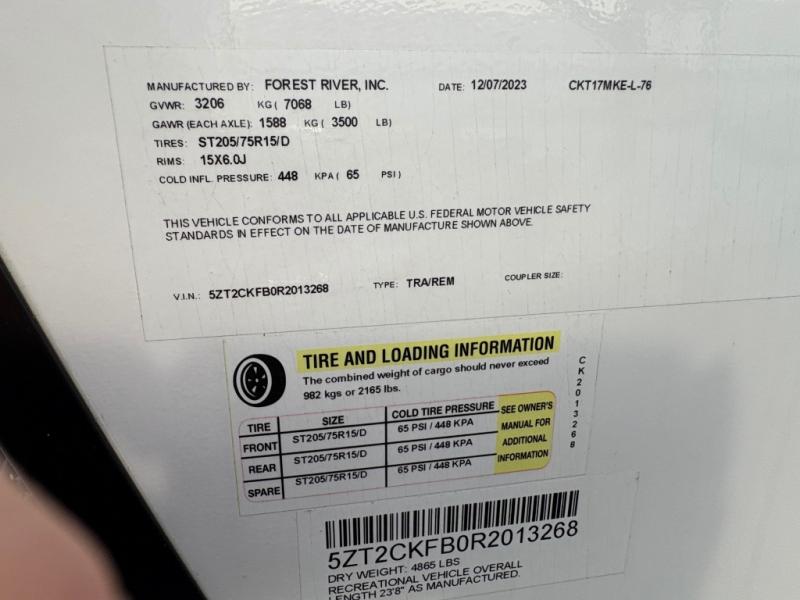 MANUFACTURED BY: FOREST RIVER, INC. DATE: 12/07/2023 CKT17MKE-L-76
GVWR: 3206 KG ( 7068 LB)
GAWR (EACH AXLE): 1588 KG ( 3500 LB)
TIRES: ST205/75R15/D
RIMS: 15X6.0J
COLD INFL. PRESSURE: 448 KPA ( 65 PSI )
THIS VEHICLE CONFORMS TO ALL APPLICABLE U.S. FEDERAL MOTOR VEHICLE SAFETY
STANDARDS IN EFFECT ON THE DATE OF MANUFACTURE SHOWN ABOVE.
V.I.N.: 5ZT2CKFB0R2013268 TYPE: TRA/REM COUPLER SIZE:
TIRE AND LOADING INFORMATION
The combined weight of cargo should never exceed
982 kgs or 2165 lbs.
TIRE SIZE COLD TIRE PRESSURE
FRONT ST205/75R15/D 65 PSI / 448 KPA
REAR ST205/75R15/D 65 PSI / 448 KPA
SPARE ST205/75R15/D 65 PSI / 448 KPA
SEE OWNER'S
MANUAL FOR
ADDITIONAL
INFORMATION
CK2013268
5ZT2CKFB0R2013268
DRY WEIGHT: 4865 LBS
RECREATIONAL VEHICLE OVERALL
LENGTH 23'8" AS MANUFACTURED.